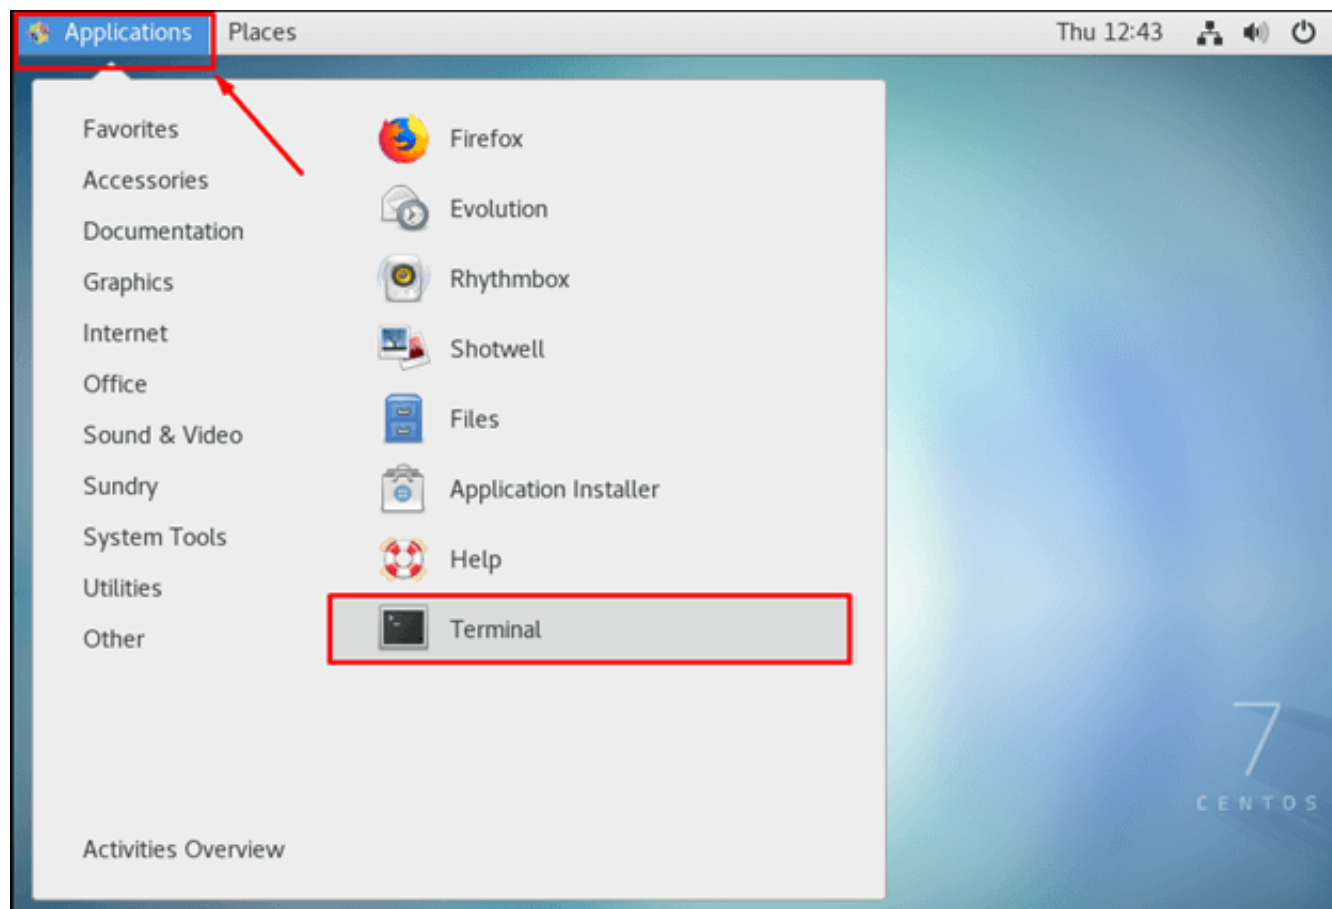 Applications Places Thu 12:43
Favorites
Accessories
Documentation
Graphics
Internet
Office
Sound & Video
Sundry
System Tools
Utilities
Other
Activities Overview
Firefox
Evolution
Rhythmbox
Shotwell
Files
Application Installer
Help
Terminal
7
CENTOS